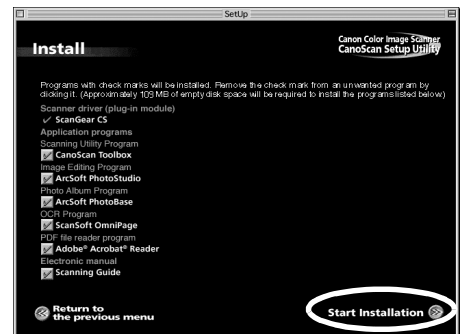 SetUp
Install
Canon Color Image Scanner
CanoScan Setup Utility
Programs with check marks will be installed. Remove the check mark from an unwanted program by
clicking it. (Approximately 109 MB of empty disk space will be required to install the programs listed below.)
Scanner driver (plug-in module)
ScanGear CS
Application programs
Scanning Utility Program
CanoScan Toolbox
Image Editing Program
ArcSoft PhotoStudio
Photo Album Program
ArcSoft PhotoBase
OCR Program
ScanSoft OmniPage
PDF file reader program
Adobe® Acrobat® Reader
Electronic manual
Scanning Guide
Return to
the previous menu
Start Installation